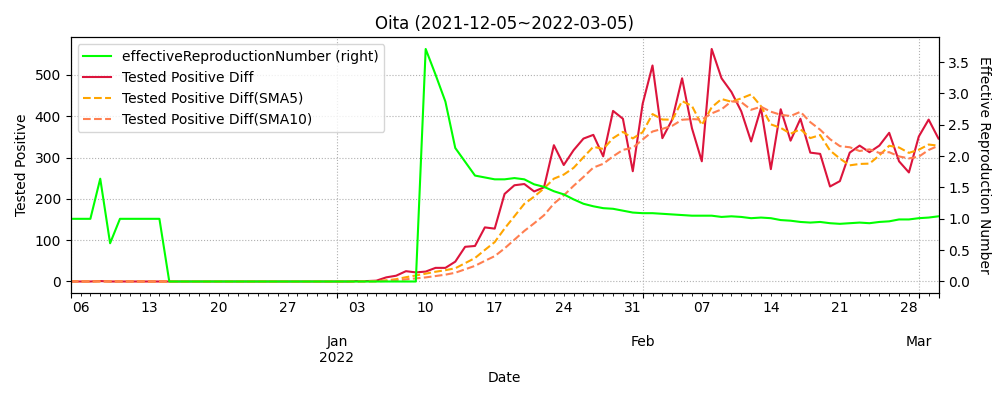 Oita (2021-12-05~2022-03-05)
effectiveReproductionNumber (right)
Tested Positive Diff
Tested Positive Diff(SMA5)
Tested Positive Diff(SMA10)
Tested Positive
500
400
300
200
100
0
Effective Reproduction Number
3.5
3.0
2.5
2.0
1.5
1.0
0.5
0.0
06 13 20 27 03 10 17 24 31 07 14 21 28
Jan Feb Mar
2022
Date